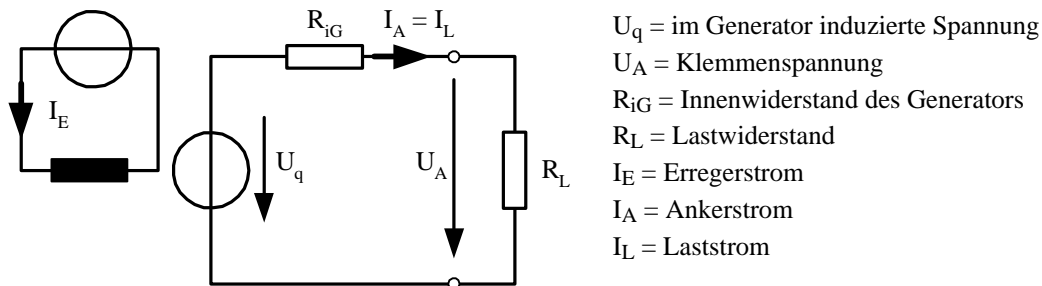 R_iG
I_A = I_L
I_E
U_q
U_A
R_L
U_q = im Generator induzierte Spannung
U_A = Klemmenspannung
R_iG = Innenwiderstand des Generators
R_L = Lastwiderstand
I_E = Erregerstrom
I_A = Ankerstrom
I_L = Laststrom